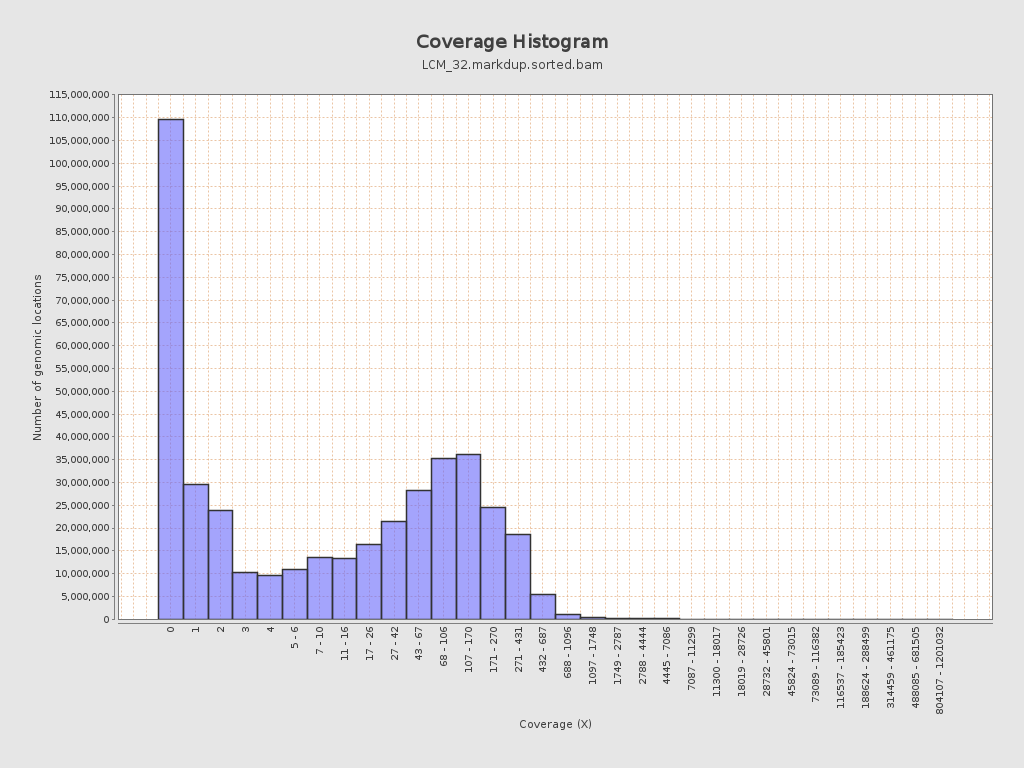 Coverage Histogram
LCM_32.markdup.sorted.bam
Number of genomic locations
115,000,000
110,000,000
105,000,000
100,000,000
95,000,000
90,000,000
85,000,000
80,000,000
75,000,000
70,000,000
65,000,000
60,000,000
55,000,000
50,000,000
45,000,000
40,000,000
35,000,000
30,000,000
25,000,000
20,000,000
15,000,000
10,000,000
5,000,000
0
0
1
2
3
4
5 - 6
7 - 10
11 - 16
17 - 26
27 - 42
43 - 67
68 - 106
107 - 170
171 - 270
271 - 431
432 - 687
688 - 1096
1097 - 1748
1749 - 2787
2788 - 4444
4445 - 7086
7087 - 11299
11300 - 18017
18019 - 28726
28732 - 45801
45824 - 73015
73089 - 116382
116537 - 185423
188624 - 288499
314459 - 461175
488085 - 681505
804107 - 1201032
Coverage (X)